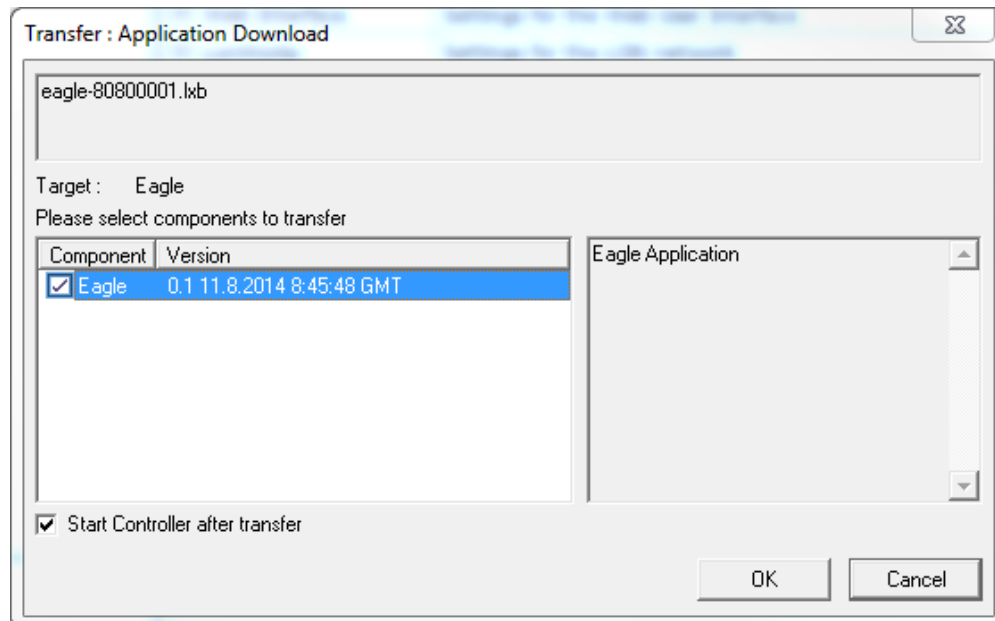 Transfer : Application Download
eagle-80800001.lxb
Target : Eagle
Please select components to transfer
Component Version
Eagle 0.1 11.8.2014 8:45:48 GMT
Eagle Application
Start Controller after transfer
OK Cancel